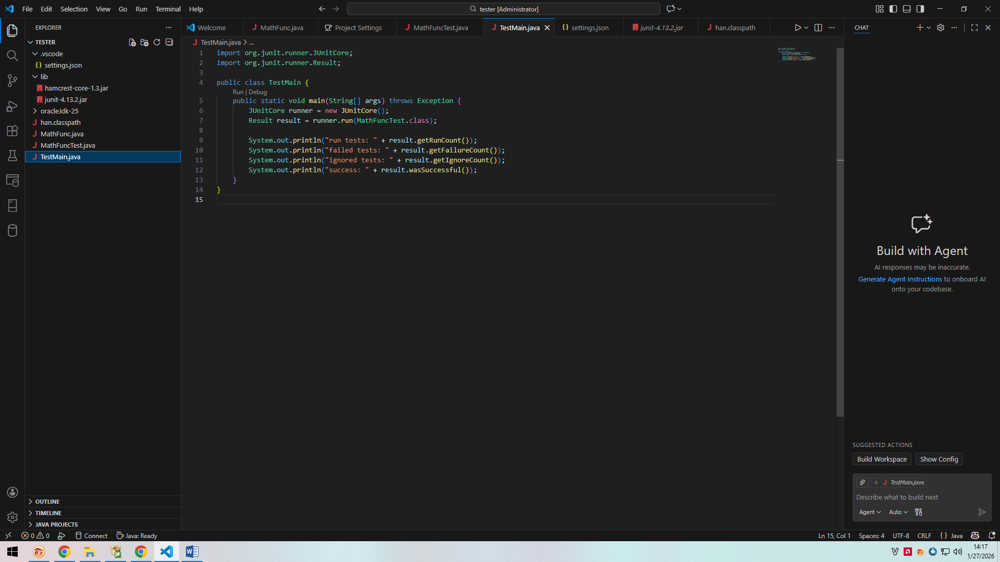 File Edit Selection View Go Run Terminal Help
tester [Administrator]
EXPLORER
TESTER
.vscode
{} settings.json
lib
hamcrest-core-1.3.jar
junit-4.13.2.jar
oracleJdk-25
J han.classpath
J MathFunc.java
J MathFuncTest.java
J TestMain.java
OUTLINE
TIMELINE
JAVA PROJECTS
Welcome
J MathFunc.java
Project Settings
J MathFuncTest.java
J TestMain.java
{} settings.json
junit-4.13.2.jar
J han.classpath
J TestMain.java > ...
1 import org.junit.runner.JUnitCore;
2 import org.junit.runner.Result;
3
4 public class TestMain {
Run | Debug
5 public static void main(String[] args) throws Exception {
6 JUnitCore runner = new JUnitCore();
7 Result result = runner.run(MathFuncTest.class);
8
9 System.out.println("run tests: " + result.getRunCount());
10 System.out.println("failed tests: " + result.getFailureCount());
11 System.out.println("ignored tests: " + result.getIgnoreCount());
12 System.out.println("success: " + result.wasSuccessful());
13 }
14 }
15
CHAT
Build with Agent
AI responses may be inaccurate.
Generate Agent Instructions to onboard AI
onto your codebase.
SUGGESTED ACTIONS
Build Workspace
Show Config
J TestMain.java
Describe what to build next
Agent
Auto
0 0
Connect
Java: Ready
Ln 15, Col 1
Spaces: 4
UTF-8
CRLF
{} Java
14:17
1/27/2026